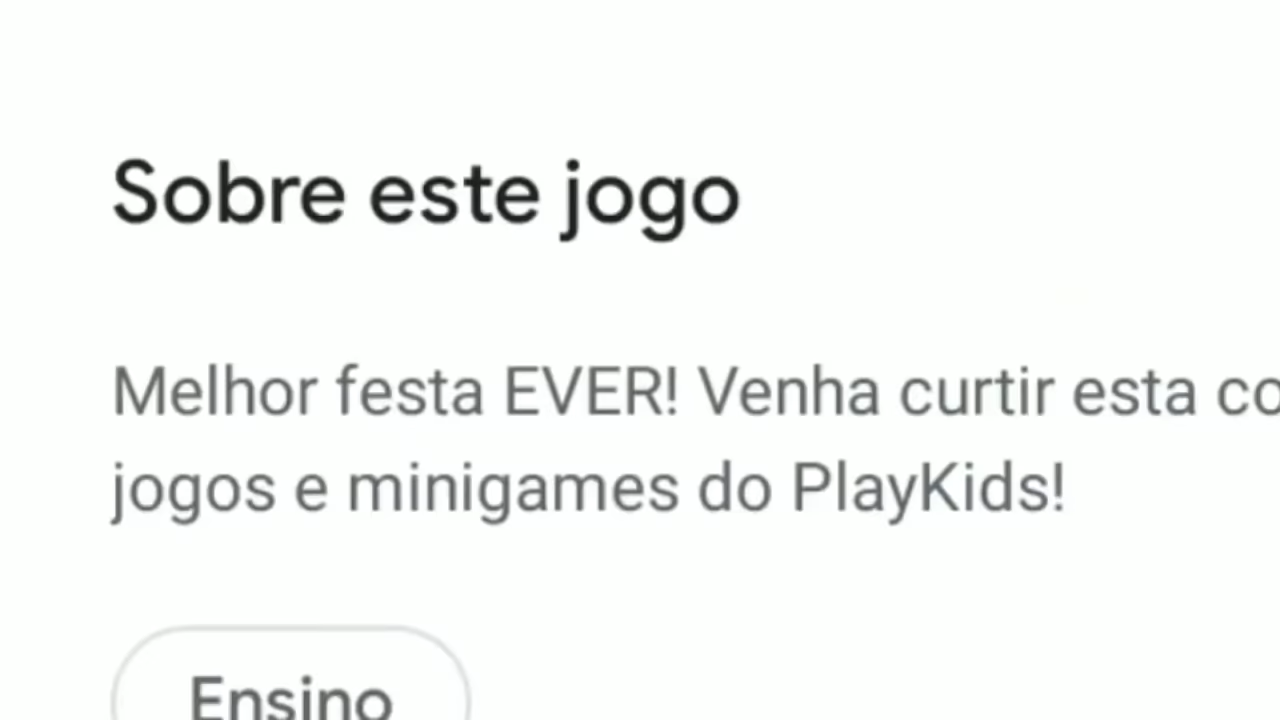 Sobre este jogo
Melhor festa EVER! Venha curtir esta
jogos e minigames do PlayKids!
Ensino